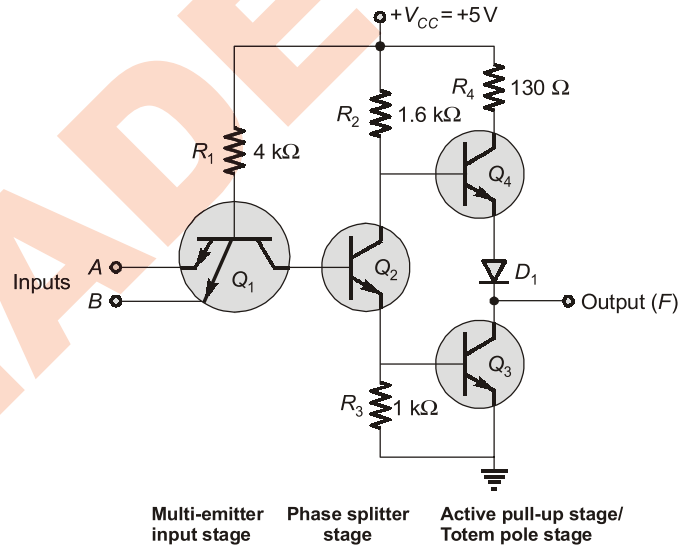 +VCC = +5 V
R4 130 Ω
R2 1.6 kΩ
R1 4 kΩ
Q4
A
Inputs
B
Q1
Q2
D1
Output (F)
Q3
R3 1 kΩ
Multi-emitter input stage
Phase splitter stage
Active pull-up stage/
Totem pole stage